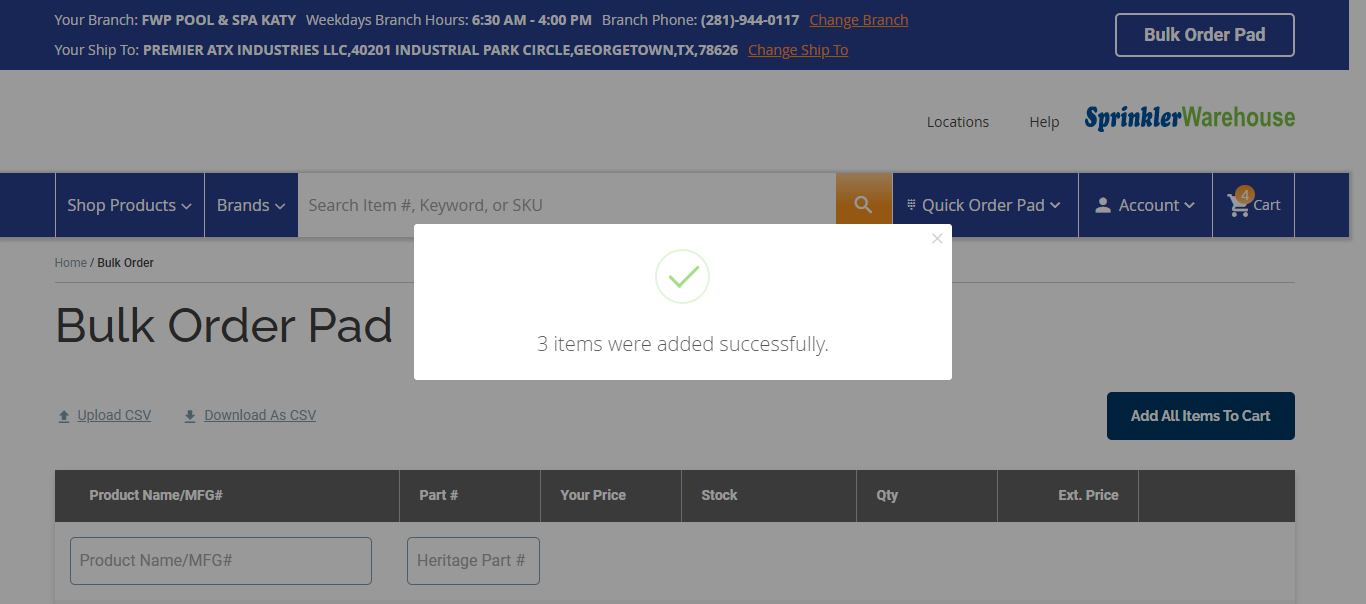 Your Branch: FWP POOL & SPA KATY Weekdays Branch Hours: 6:30 AM - 4:00 PM Branch Phone: (281)-944-0117 Change Branch
Your Ship To: PREMIER ATX INDUSTRIES LLC,40201 INDUSTRIAL PARK CIRCLE,GEORGETOWN,TX,78626 Change Ship To
Bulk Order Pad
Locations Help SprinklerWarehouse
Shop Products Brands Search Item #, Keyword, or SKU Quick Order Pad Account 4 Cart
Home / Bulk Order
Bulk Order Pad
3 items were added successfully.
Upload CSV Download As CSV Add All Items To Cart
Product Name/MFG# Part # Your Price Stock Qty Ext. Price
Product Name/MFG# Heritage Part #